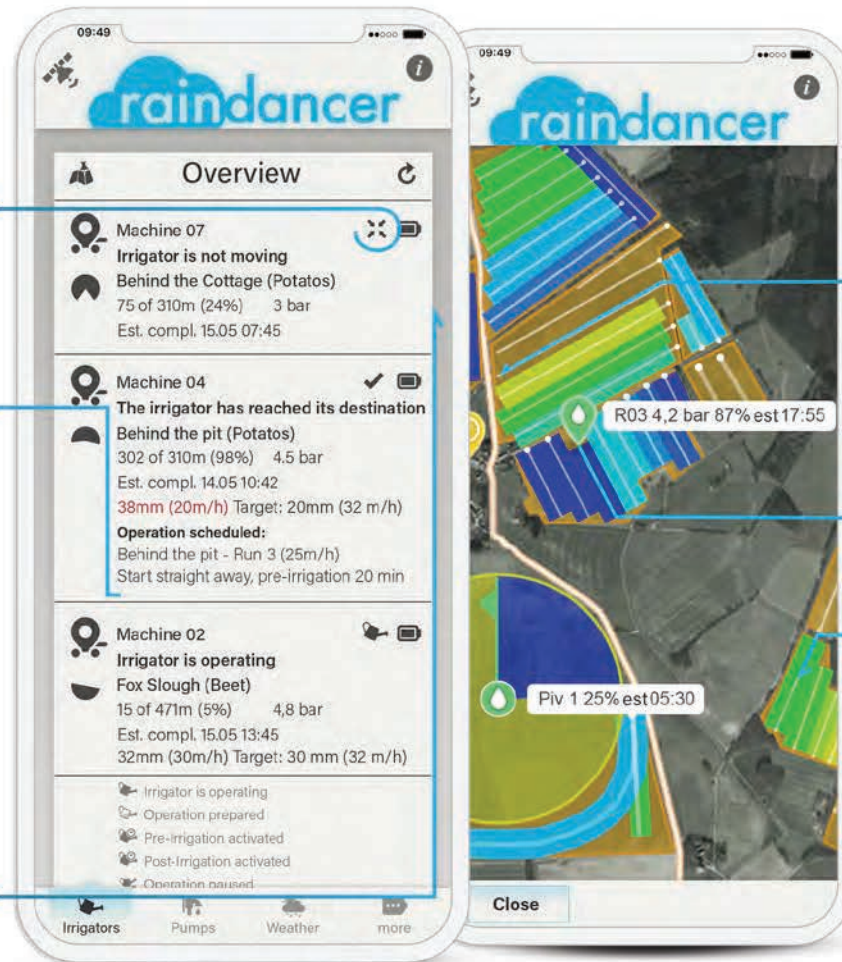 09:49
raindancer
Overview
Machine 07
Irrigator is not moving
Behind the Cottage (Potatos)
75 of 310m (24%) 3 bar
Est. compl. 15.05 07:45
Machine 04
The irrigator has reached its destination
Behind the pit (Potatos)
302 of 310m (98%) 4.5 bar
Est. compl. 14.05 10:42
38mm (20m/h) Target: 20mm (32 m/h)
Operation scheduled:
Behind the pit - Run 3 (25m/h)
Start straight away, pre-irrigation 20 min
Machine 02
Irrigator is operating
Fox Slough (Beet)
15 of 471m (5%) 4,8 bar
Est. compl. 15.05 13:45
32mm (30m/h) Target: 30 mm (32 m/h)
Irrigator is operating
Operation prepared
Pre-Irrigation activated
Post-Irrigation activated
Operation paused
Irrigators Pumps Weather more
09:49
raindancer
R03 4,2 bar 87% est 17:55
Piv 1 25% est 05:30
Close